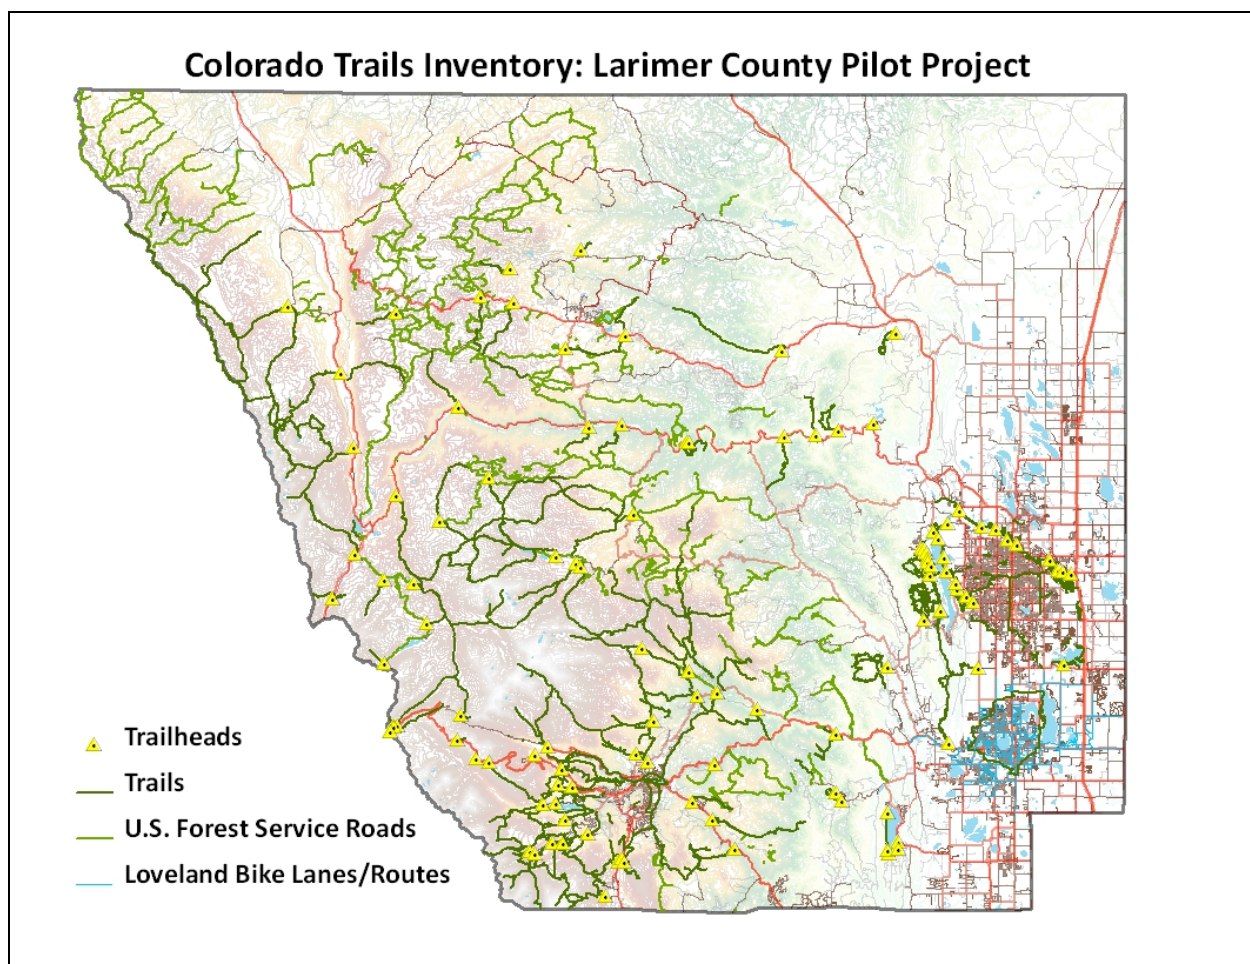 Colorado Trails Inventory: Larimer County Pilot Project
Trailheads
Trails
U.S. Forest Service Roads
Loveland Bike Lanes/Routes